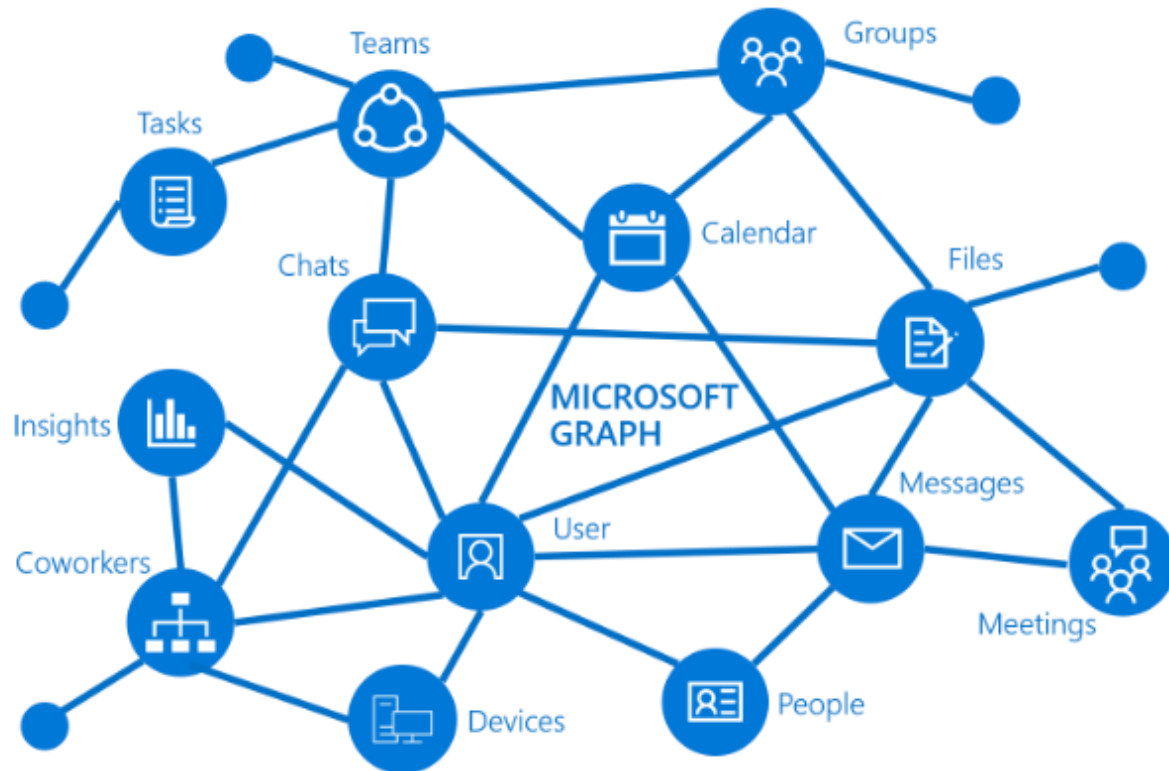 Teams
Groups
Tasks
Calendar
Chats
Files
MICROSOFT
GRAPH
Insights
Messages
User
Coworkers
Meetings
People
Devices